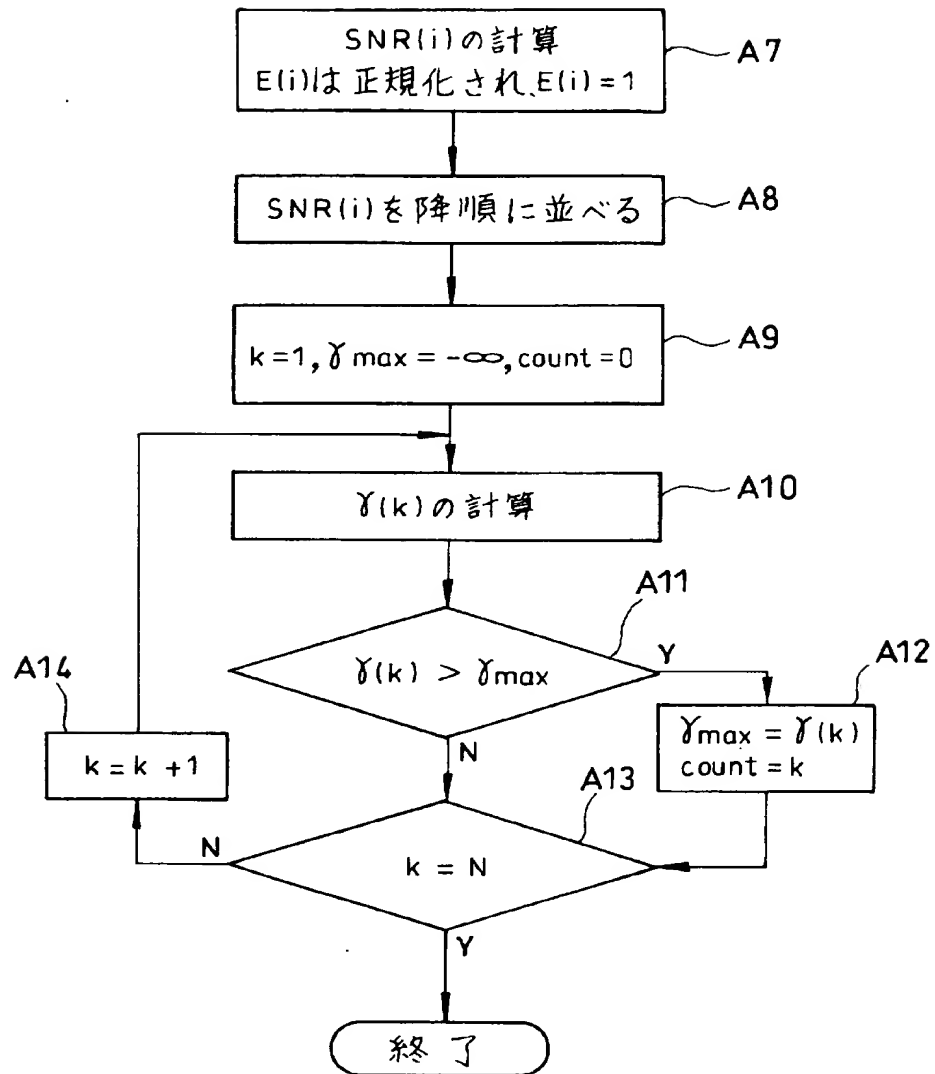 SNR(i)の計算
E(i)は正規化され、E(i)=1
A7
SNR(i)を降順に並べる
A8
k=1, γmax=-∞, count=0
A9
γ(k)の計算
A10
γ(k) > γmax
A11
Y
N
γmax = γ(k)
count = k
A12
k = k +1
A14
k = N
A13
N
Y
終了